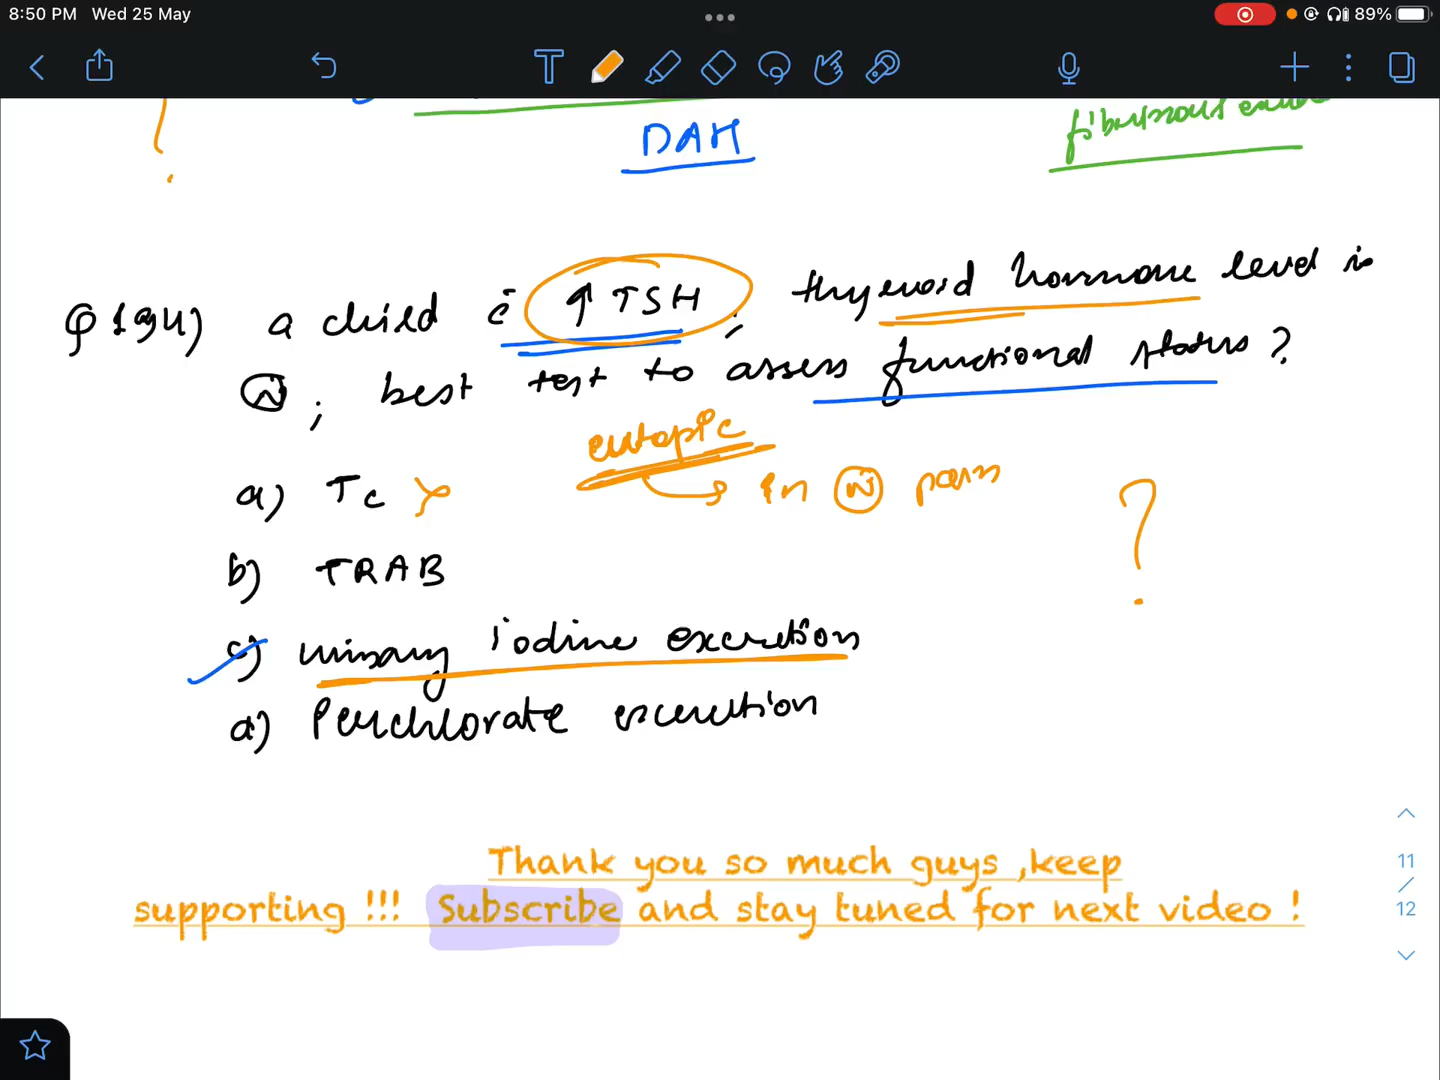 8:50 PM Wed 25 May
89%
DAH
Q 194) a child c̄ ↑ TSH, thyroid hormone level is
N ; best test to assess functional status ?
eutopic
→ in N pos
a) Tc
b) TRAB
c) urinary iodine excretion
d) Perchlorate excretion
?
Thank you so much guys ,keep
supporting !!! Subscribe and stay tuned for next video !
11
/
12